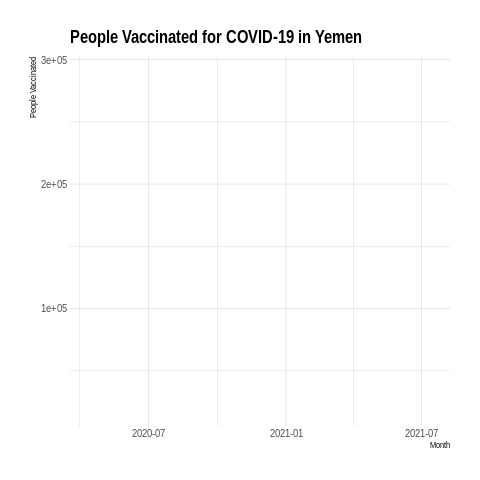 People Vaccinated for COVID-19 in Yemen
People Vaccinated
3e+05
2e+05
1e+05
2020-07 2021-01 2021-07
Month